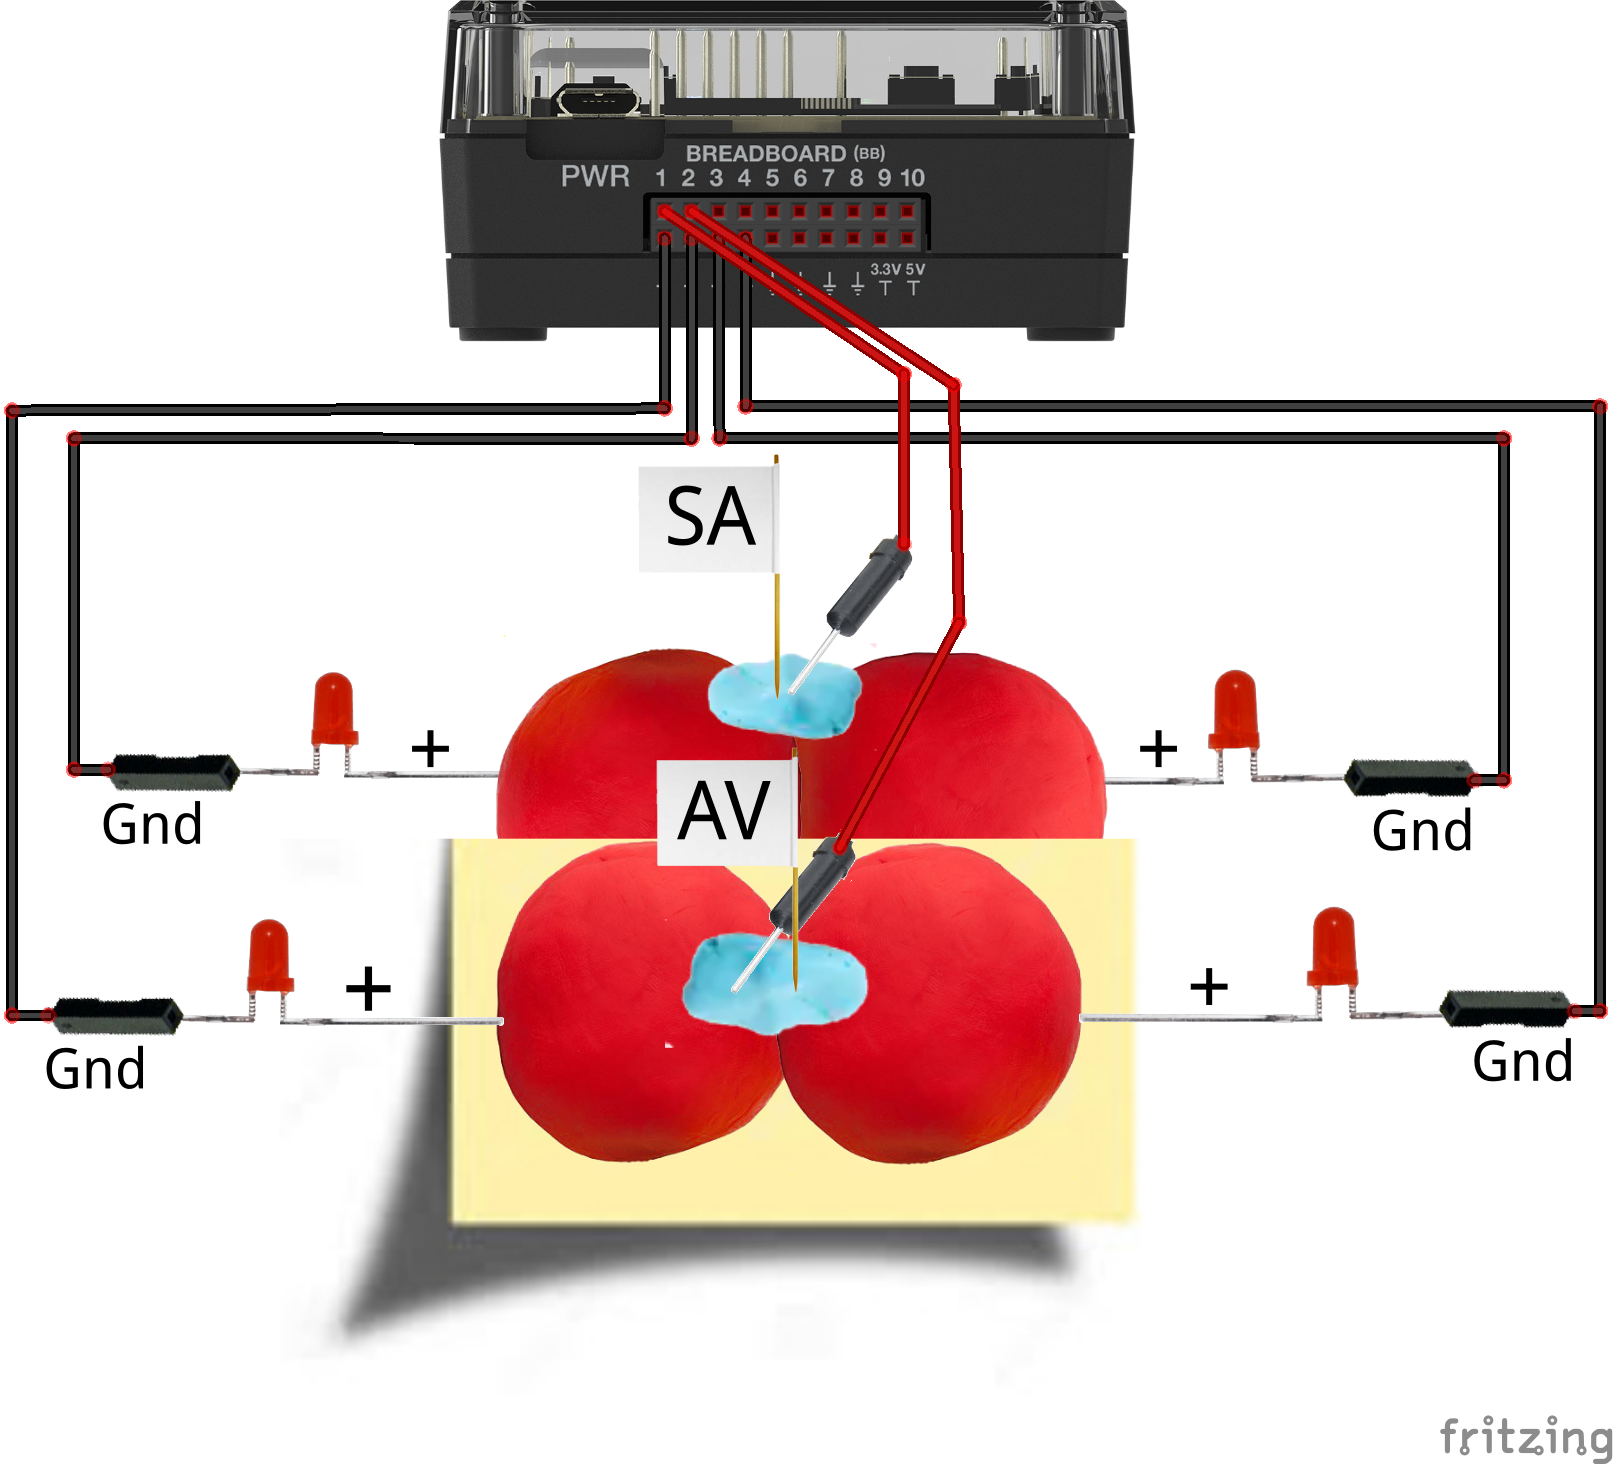 BREADBOARD (BB)
PWR 1 2 3 4 5 6 7 8 9 10
3.3V 5V
SA
+ +
AV
Gnd Gnd
+ +
Gnd Gnd
fritzing